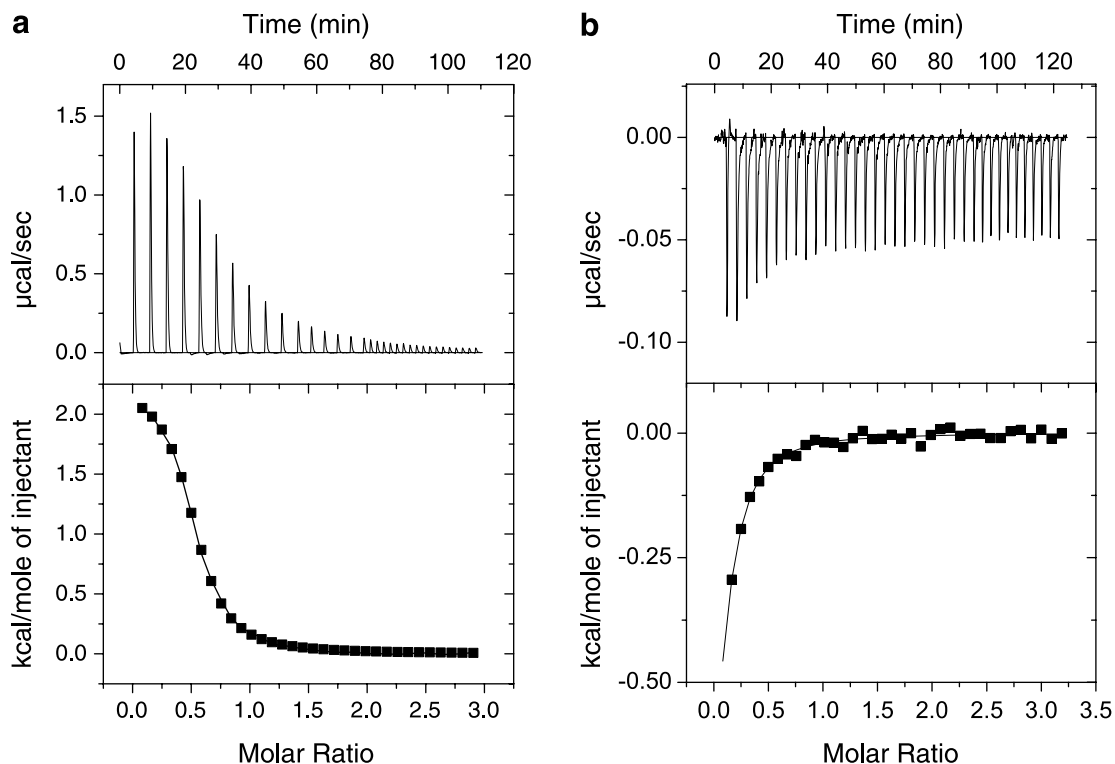 a
Time (min)
0 20 40 60 80 100 120
µcal/sec
1.5
1.0
0.5
0.0
kcal/mole of injectant
2.0
1.5
1.0
0.5
0.0
0.0 0.5 1.0 1.5 2.0 2.5 3.0
Molar Ratio
b
Time (min)
0 20 40 60 80 100 120
µcal/sec
0.00
-0.05
-0.10
kcal/mole of injectant
0.00
-0.25
-0.50
0.0 0.5 1.0 1.5 2.0 2.5 3.0 3.5
Molar Ratio